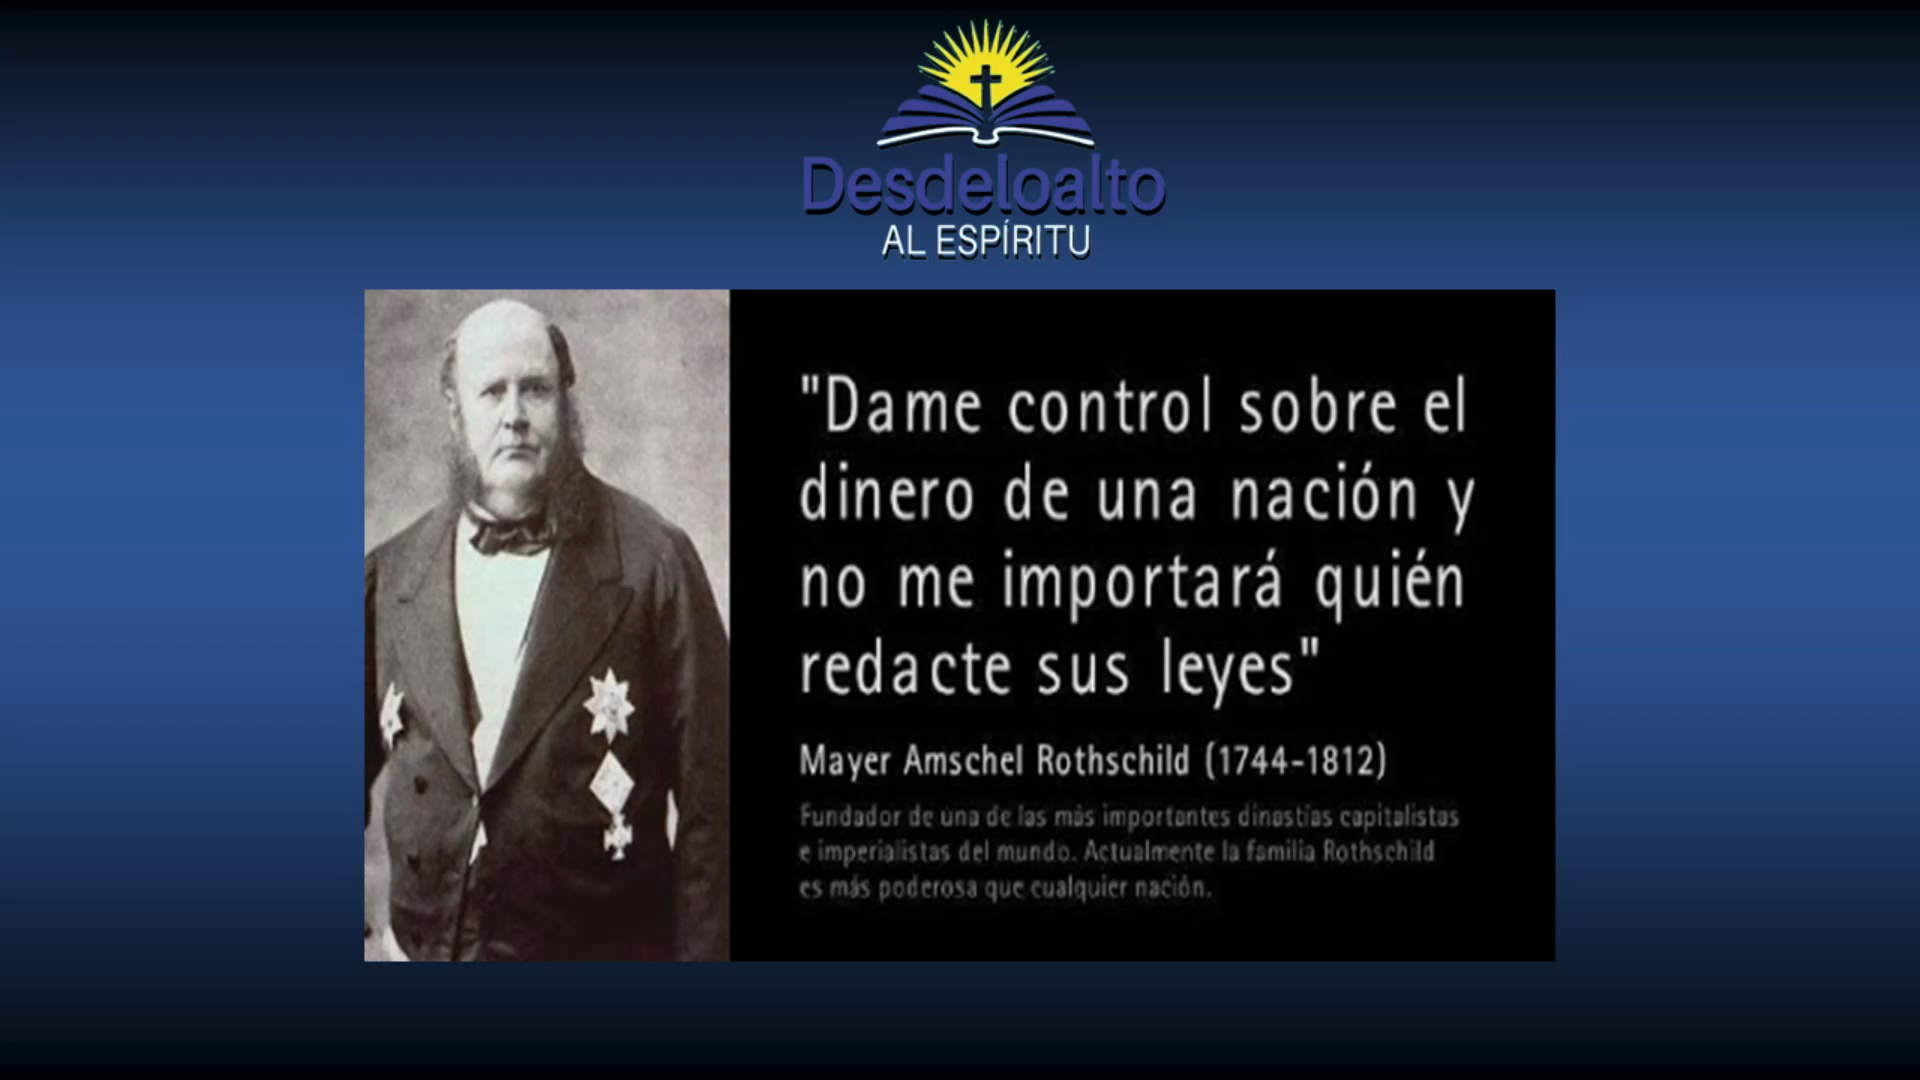 Desdeloalto
AL ESPÍRITU
"Dame control sobre el
dinero de una nación y
no me importará quién
redacte sus leyes"
Mayer Amschel Rothschild (1744-1812)
Fundador de una de las más importantes dinastías capitalistas
e imperialistas del mundo. Actualmente la familia Rothschild
es más poderosa que cualquier nación.